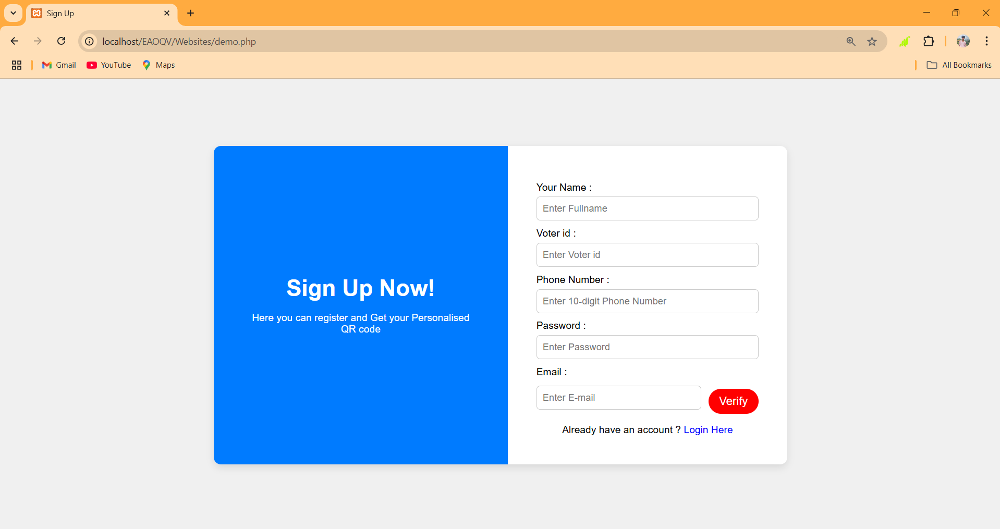 Sign Up
localhost/EAOQV/Websites/demo.php
Gmail YouTube Maps All Bookmarks
Sign Up Now!
Here you can register and Get your Personalised
QR code
Your Name :
Enter Fullname
Voter id :
Enter Voter id
Phone Number :
Enter 10-digit Phone Number
Password :
Enter Password
Email :
Enter E-mail Verify
Already have an account ? Login Here